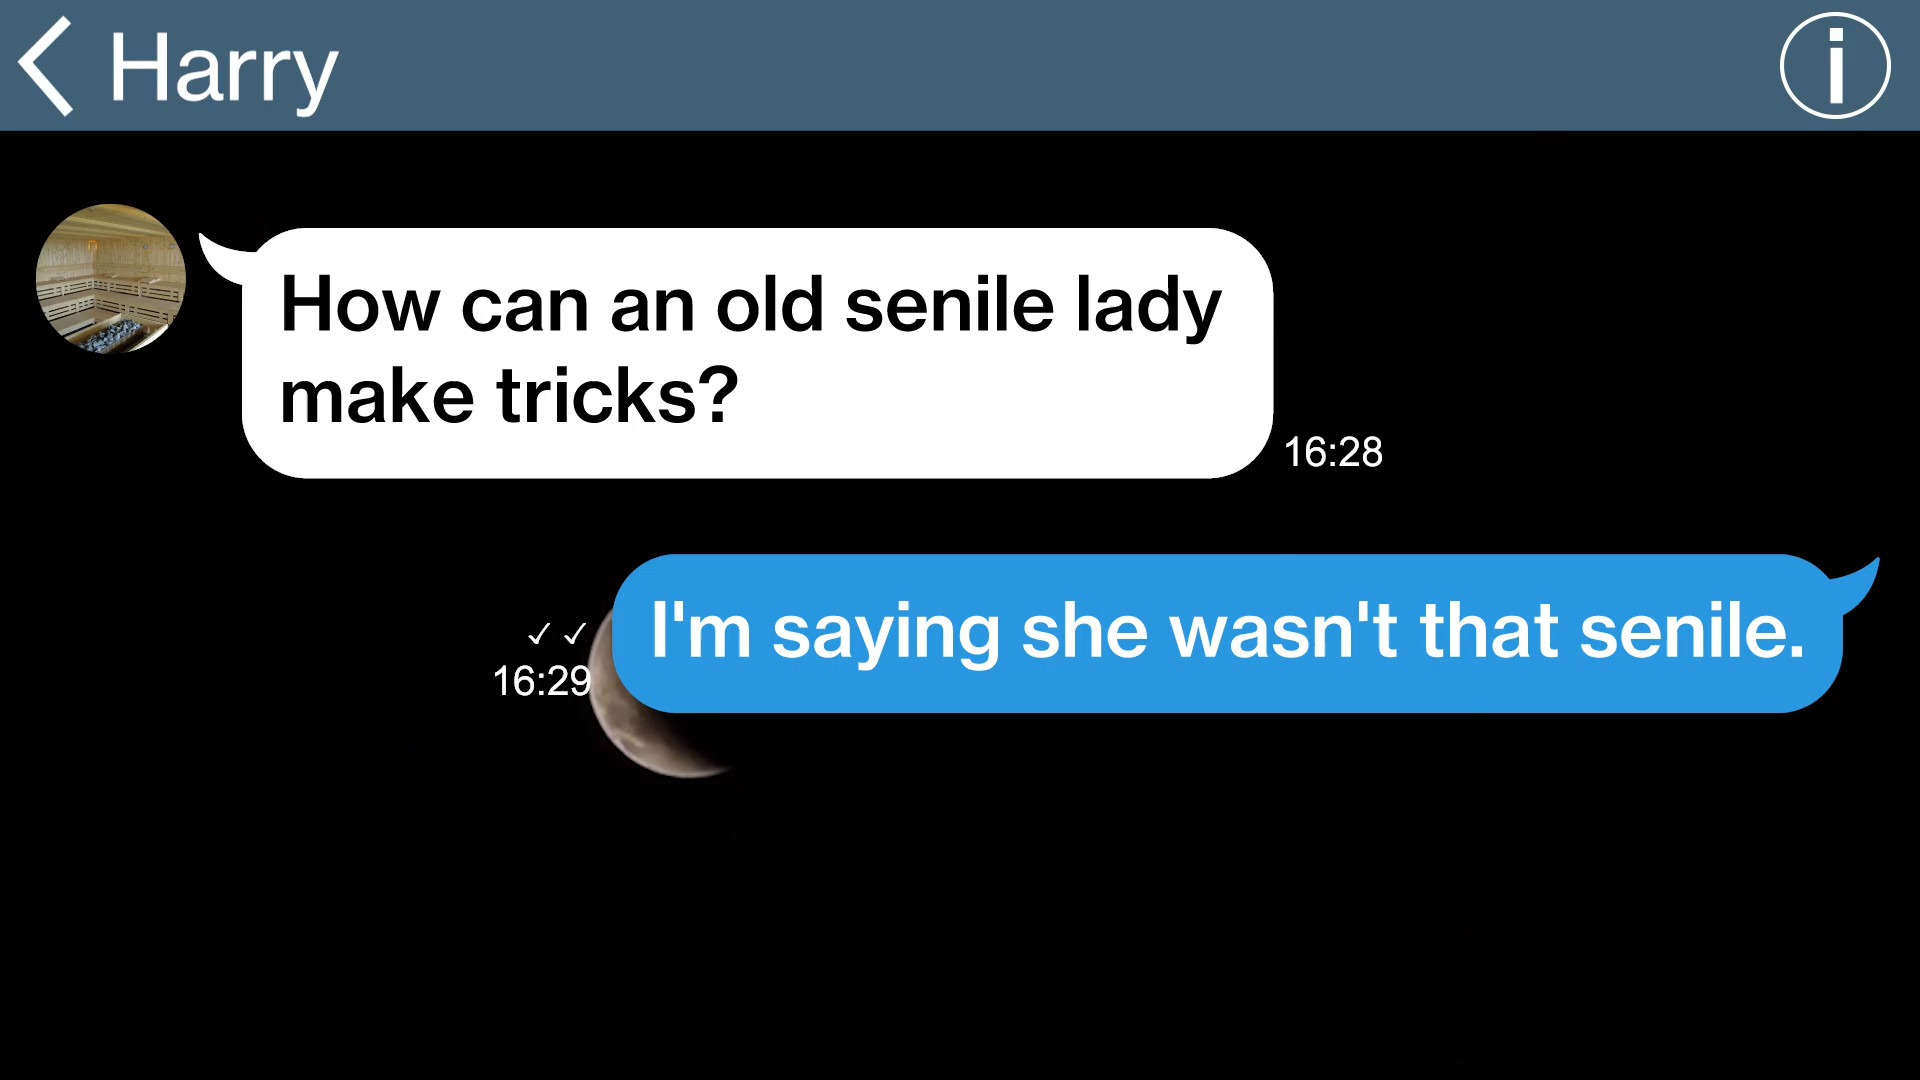 Harry
How can an old senile lady
make tricks?
16:28
I'm saying she wasn't that senile.
✓✓
16:29